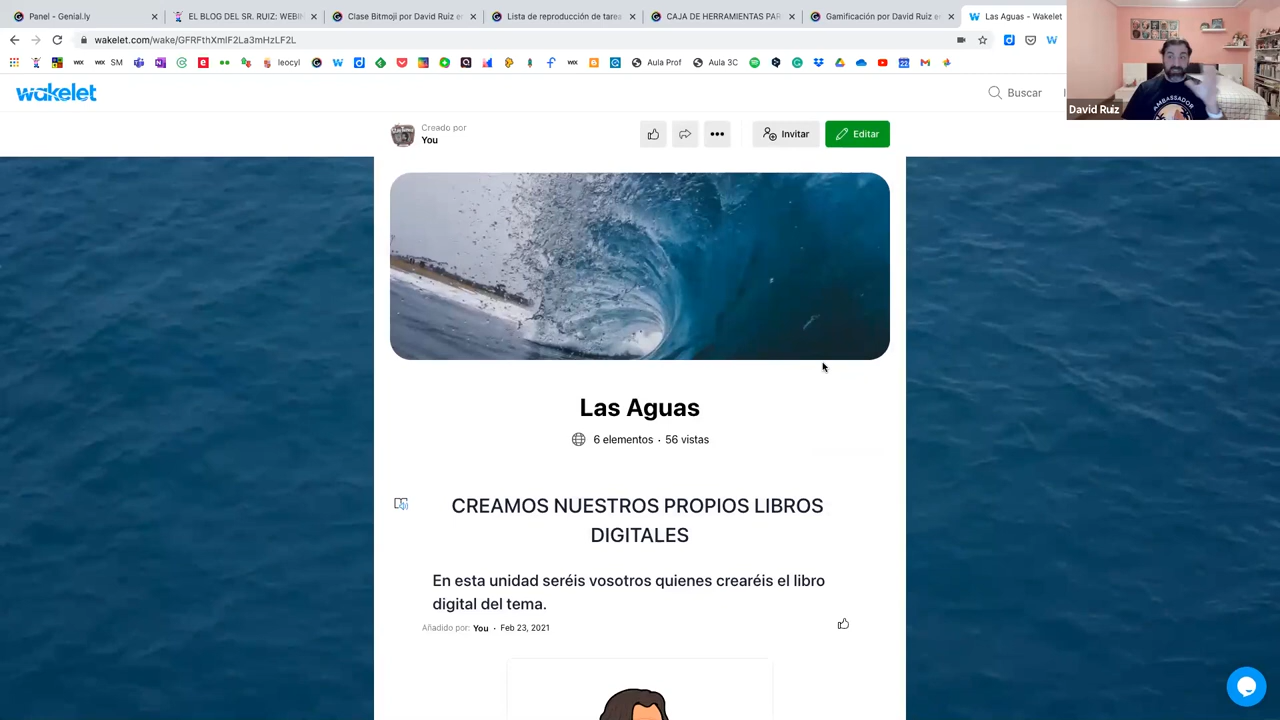 Panel - Genial.ly
EL BLOG DEL SR. RUIZ: WEBIN
Clase Bitmoji por David Ruiz e
Lista de reproducción de tarea
CAJA DE HERRAMIENTAS PAR
Gamificación por David Ruiz e
Las Aguas - Wakelet
wakelet.com/wake/GFRFthXmIF2La3mHzLF2L
SM
leocyl
Aula Prof
Aula 3C
David Ruiz
AMBASSADOR
wakelet
Buscar
Creado por
You
Invitar
Editar
Las Aguas
6 elementos · 56 vistas
CREAMOS NUESTROS PROPIOS LIBROS
DIGITALES
En esta unidad seréis vosotros quienes crearéis el libro
digital del tema.
Añadido por: You · Feb 23, 2021